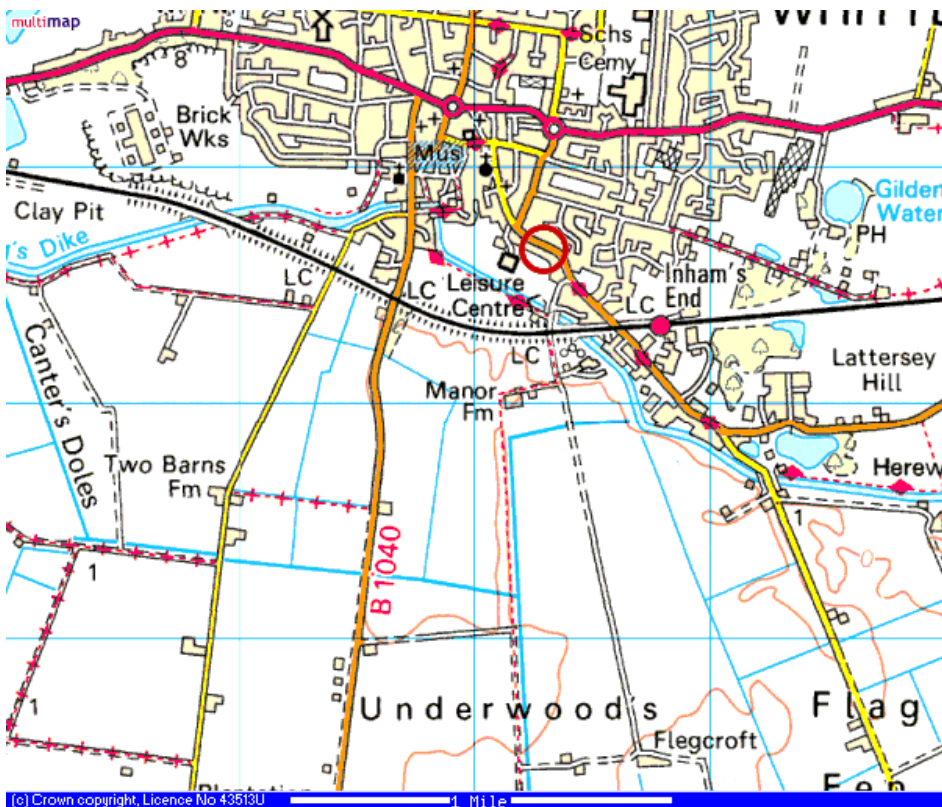 multimap
Schs
Cemy
8
Brick
Wks
Mus
Clay Pit
Gilden
Water
PH
's Dike
LC
LC
Leisure
Centre
Inham's
End
LC
LC
Lattersey
Hill
Manor
Fm
Canter's Doles
Two Barns
Fm
Herew
1
B 1040
1
1
Underwoods
Flag
Flegcroft
Fen
Plantation
(c) Crown copyright, Licence No 43513U
1 Mile